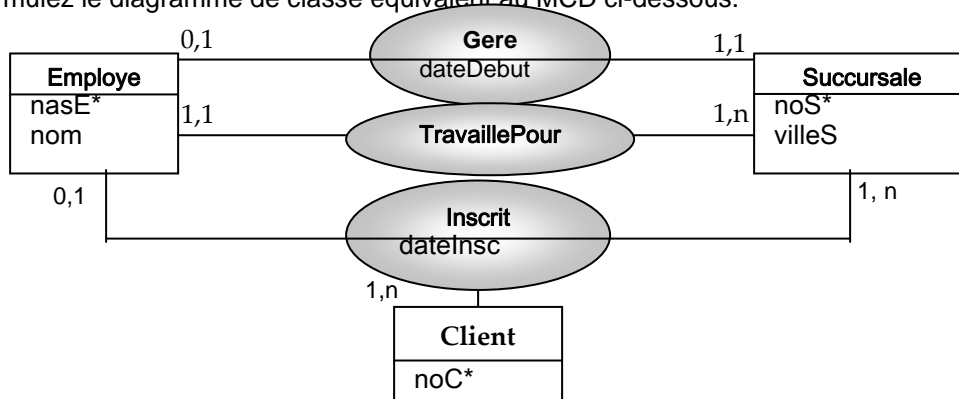 mulez le diagramme de classe équivalent au MCD ci-dessous.
0,1
Gere
1,1
Employe
dateDebut
Succursale
nasE*
nom
1,1
TravaillePour
1,n
noS*
villeS
0,1
Inscrit
dateInsc
1, n
1,n
Client
noC*